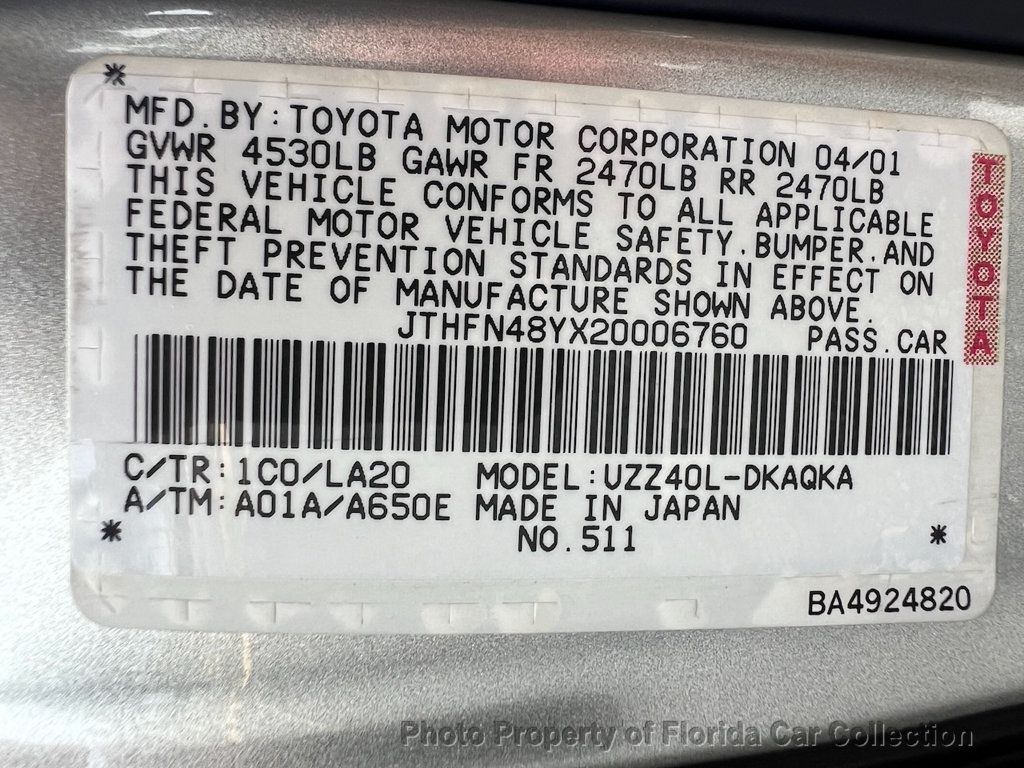 MFD.BY:TOYOTA MOTOR CORPORATION 04/01
GVWR 4530LB GAWR FR 2470LB RR 2470LB
THIS VEHICLE CONFORMS TO ALL APPLICABLE
FEDERAL MOTOR VEHICLE SAFETY.BUMPER.AND
THEFT PREVENTION STANDARDS IN EFFECT ON
THE DATE OF MANUFACTURE SHOWN ABOVE.
JTHFN48YX20006760 PASS.CAR
TOYOTA
C/TR:1C0/LA20 MODEL:UZZ40L-DKAQKA
A/TM:A01A/A650E MADE IN JAPAN
NO.511
BA4924820
Photo Property of Florida Car Collection